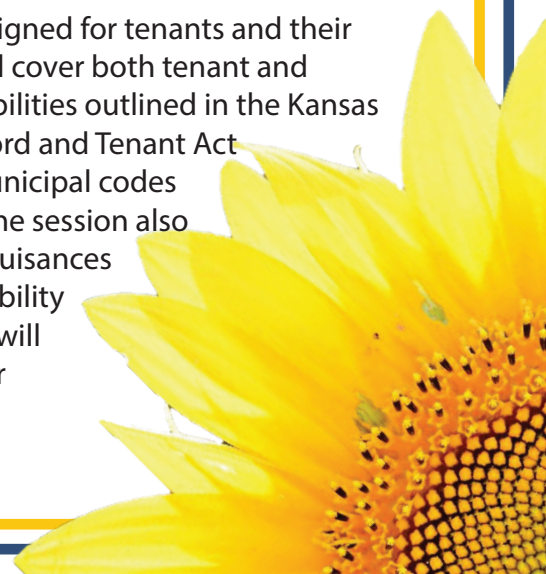 igned for tenants and their
cover both tenant and
bilities outlined in the Kansas
ord and Tenant Act
unicipal codes
he session also
uisances
bility
will
r